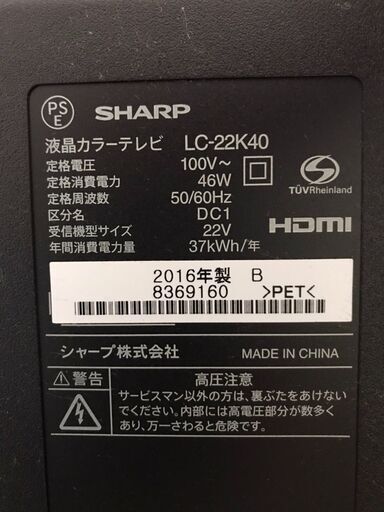 PS
E
SHARP
液晶カラーテレビ LC-22K40
定格電圧 100V～
定格消費電力 46W
定格周波数 50/60Hz
区分名 DC1
受信機型サイズ 22V
年間消費電力量 37kWh/年
TÜVRheinland
HDMI
2016年製 B
8369160 >PET<
シャープ株式会社 MADE IN CHINA
⚠警告 高圧注意
サービスマン以外の方は、裏ぶたをあけない
でください。内部には高電圧部分が数多く
あり、万一さわると危険です。